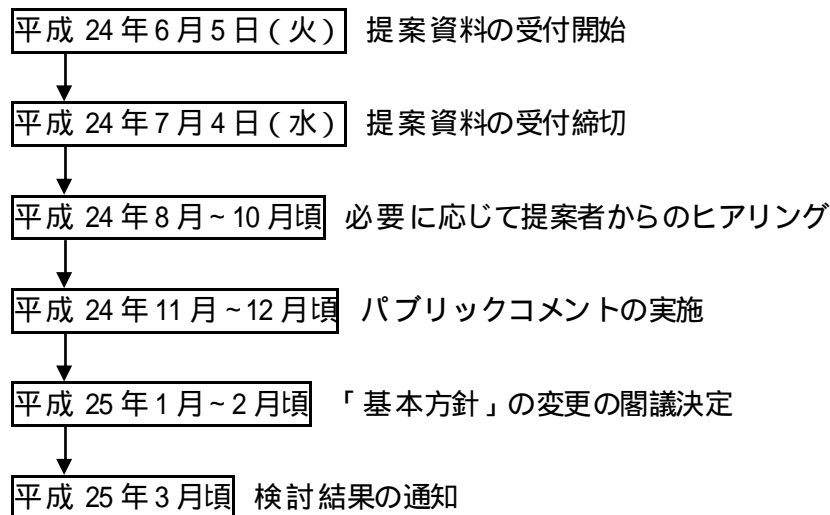 平成 24 年 6 月 5 日 ( 火 ) 提案資料の受付開始
平成 24 年 7 月 4 日 ( 水 ) 提案資料の受付締切
平成 24 年 8 月 ~ 10 月頃 必要に応じて提案者からのヒアリング
平成 24 年 11 月 ~ 12 月頃 パブリックコメントの実施
平成 25 年 1 月 ~ 2 月頃 「基本方針」の変更の閣議決定
平成 25 年 3 月頃 検討結果の通知